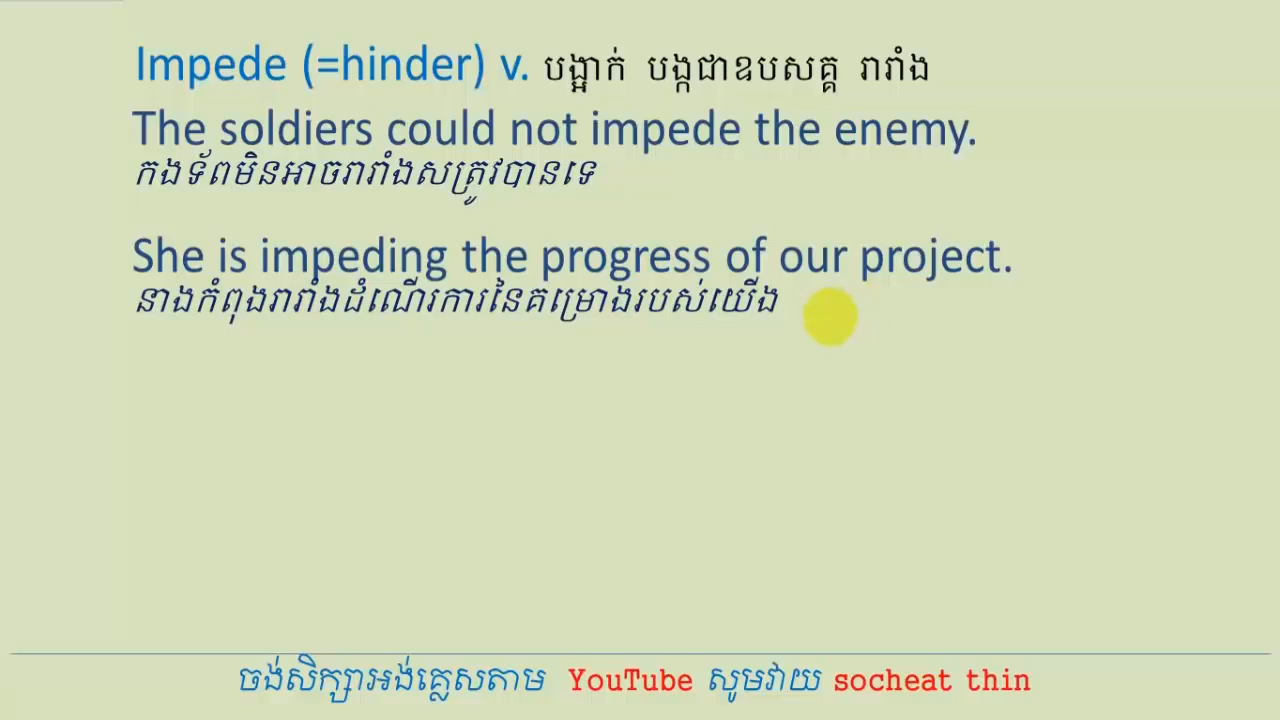 Impede (=hinder) v. បង្អាក់ បង្កជាឧបសគ្គ រារាំង
The soldiers could not impede the enemy.
កងទ័ពមិនអាចរារាំងសត្រូវបានទេ
She is impeding the progress of our project.
នាងកំពុងរារាំងដំណើរការនៃគម្រោងរបស់យើង
ចង់សិក្សាអង់គ្លេសតាម YouTube សូមវាយ socheat thin